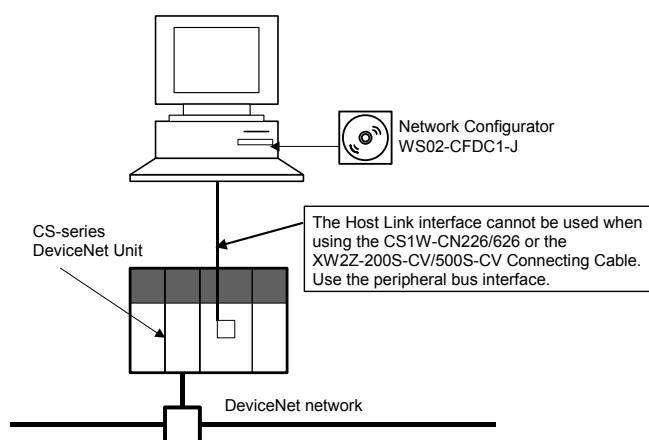 Network Configurator
WS02-CFDC1-J
The Host Link interface cannot be used when
using the CS1W-CN226/626 or the
XW2Z-200S-CV/500S-CV Connecting Cable.
Use the peripheral bus interface.
CS-series
DeviceNet Unit
DeviceNet network